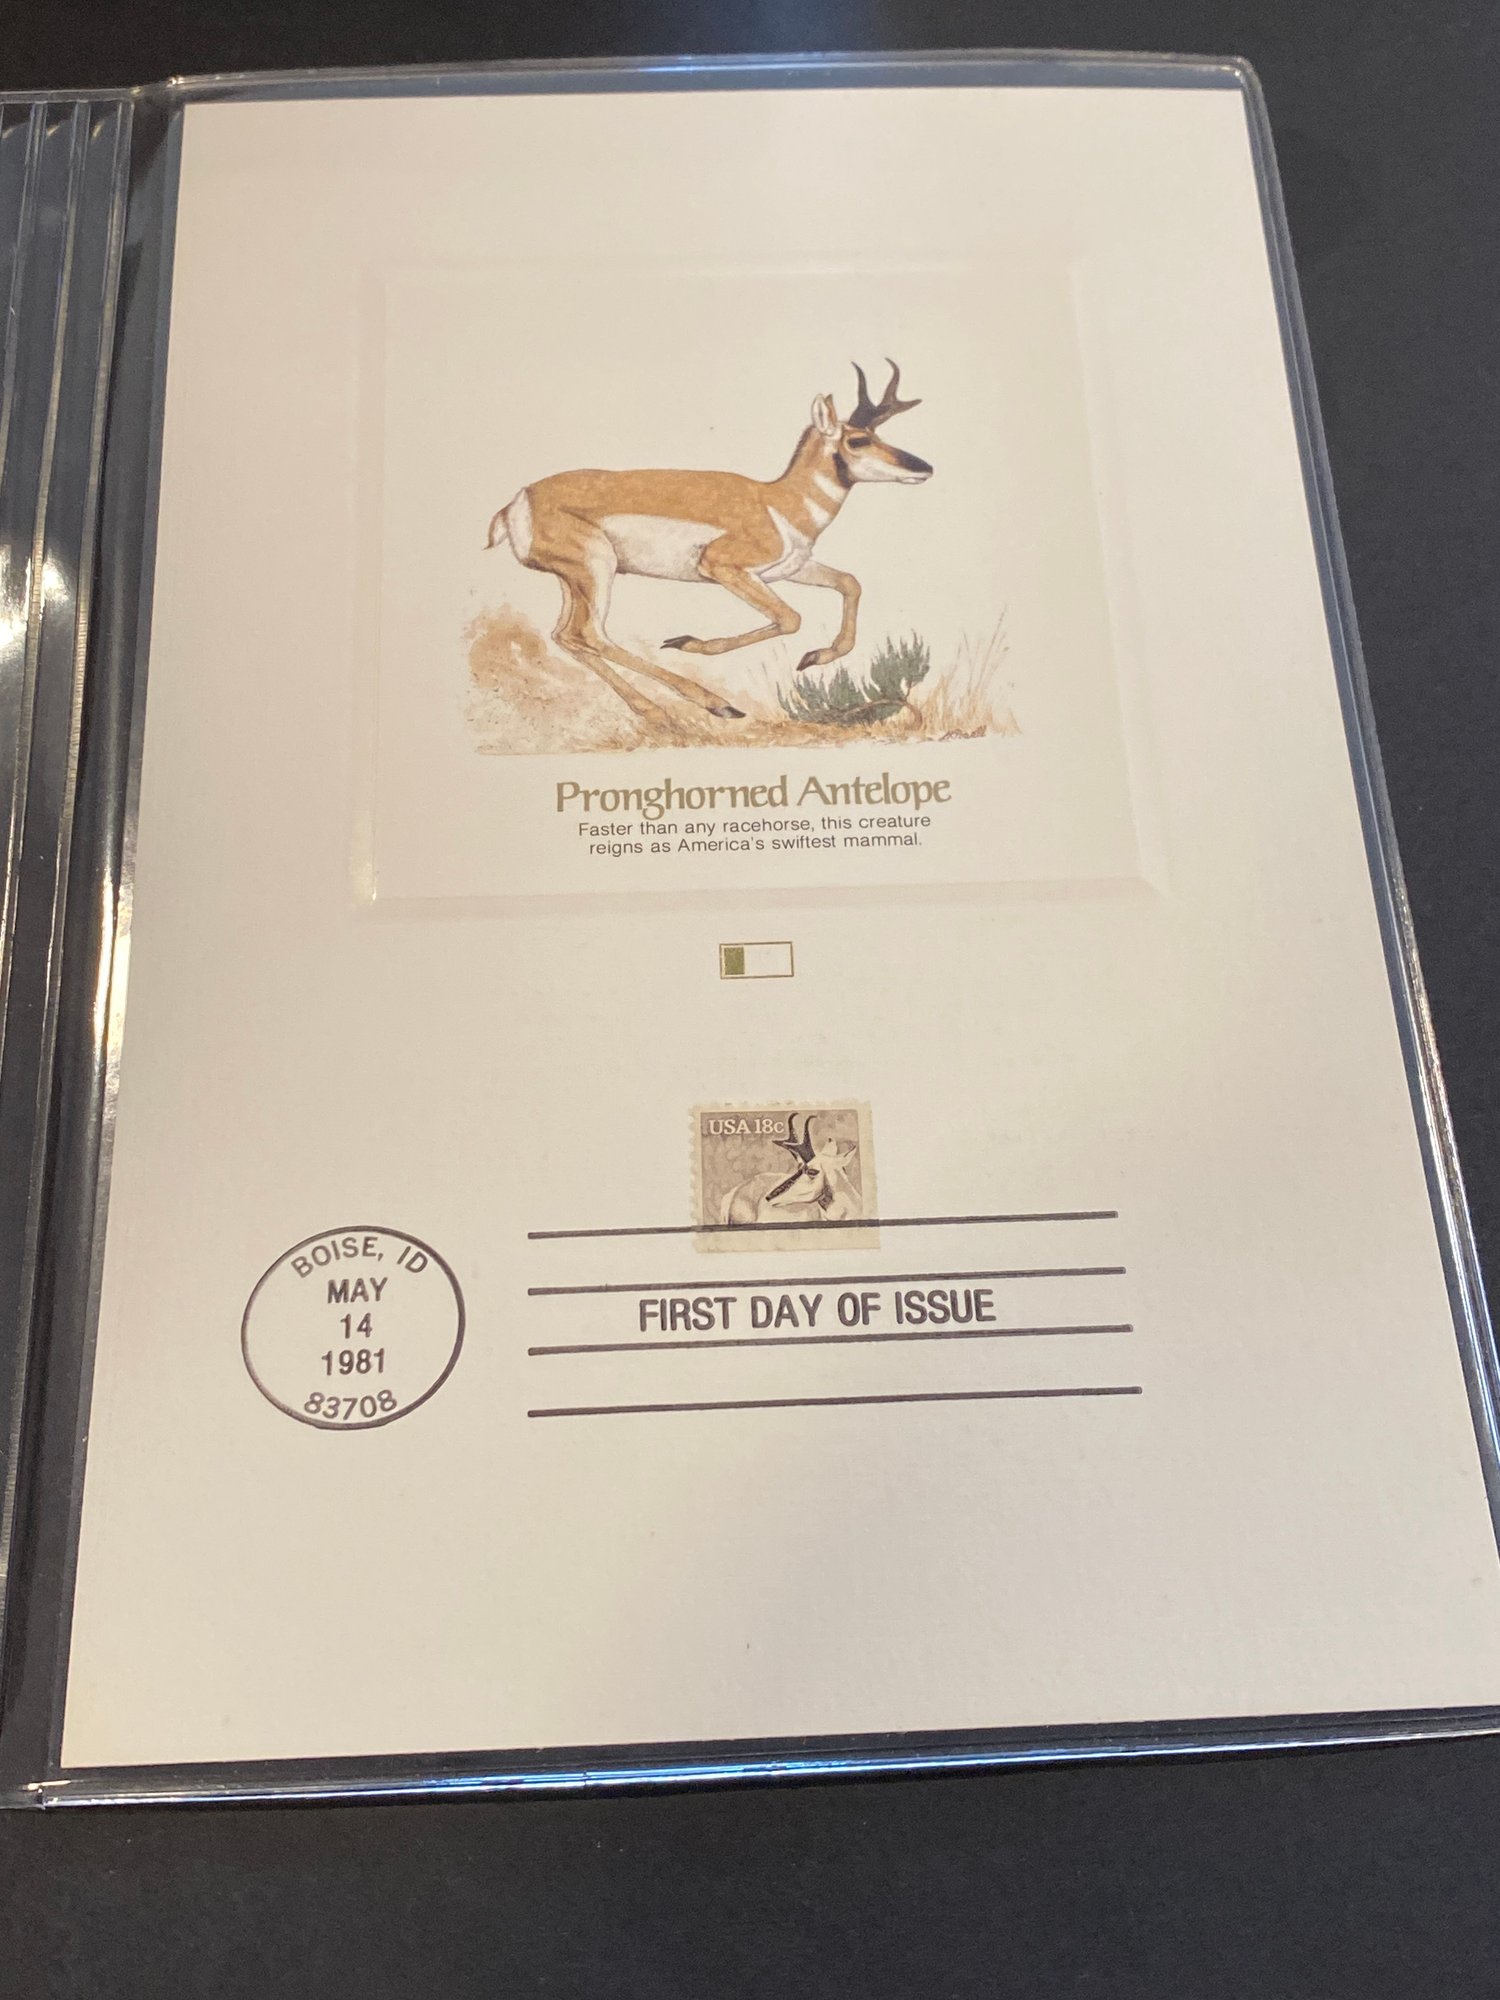 Pronghorned Antelope
Faster than any racehorse, this creature
reigns as America's swiftest mammal.
USA 18c
BOISE, ID
MAY
14
1981
83708
FIRST DAY OF ISSUE